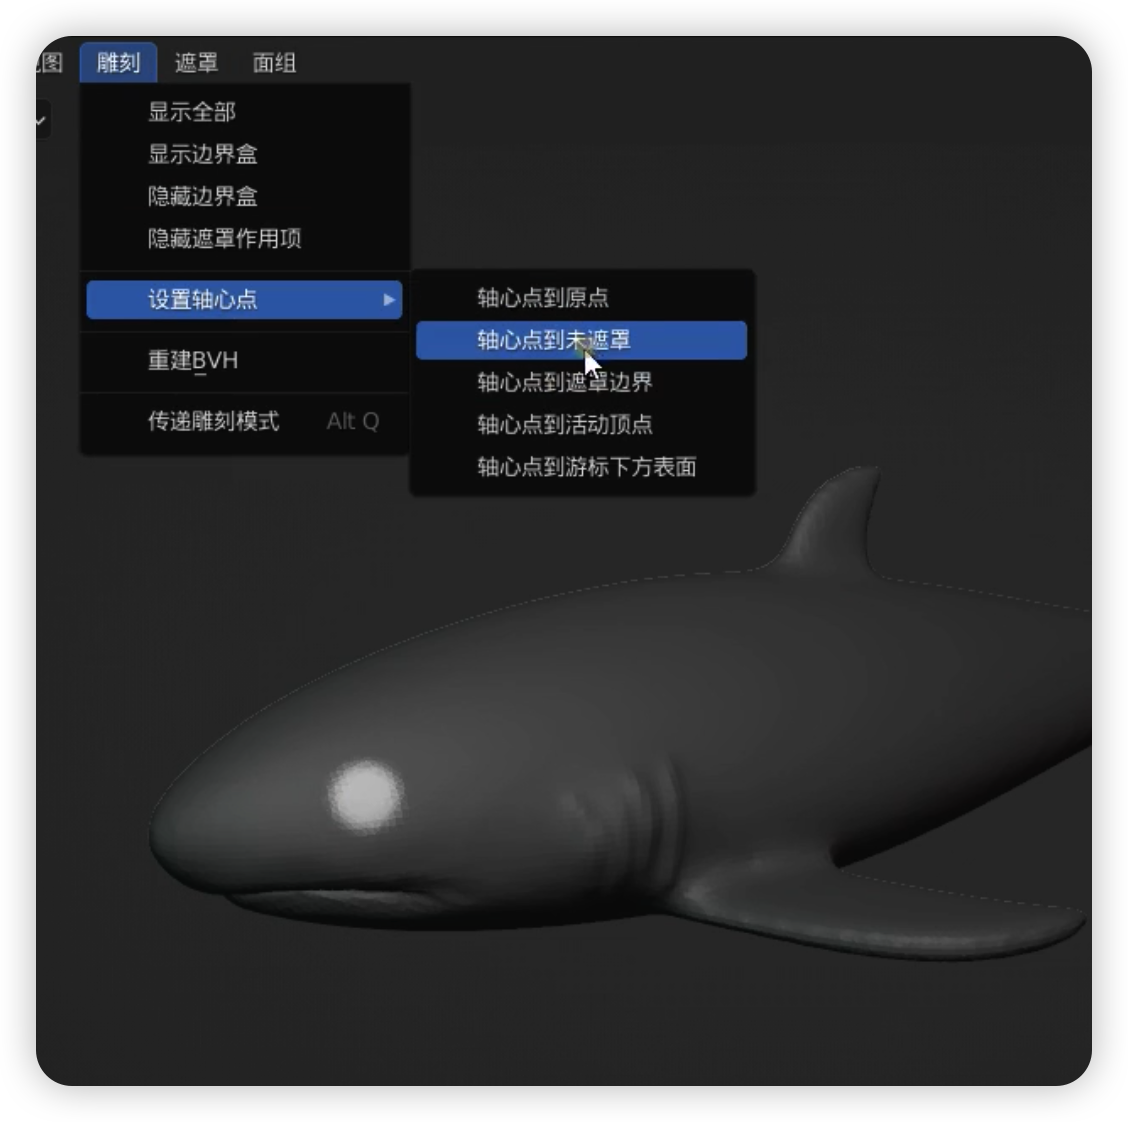 图 雕刻 遮罩 面组
显示全部
显示边界盒
隐藏边界盒
隐藏遮罩作用项
设置轴心点
轴心点到原点
轴心点到未遮罩
轴心点到遮罩边界
轴心点到活动顶点
轴心点到游标下方表面
重建BVH
传递雕刻模式 Alt Q